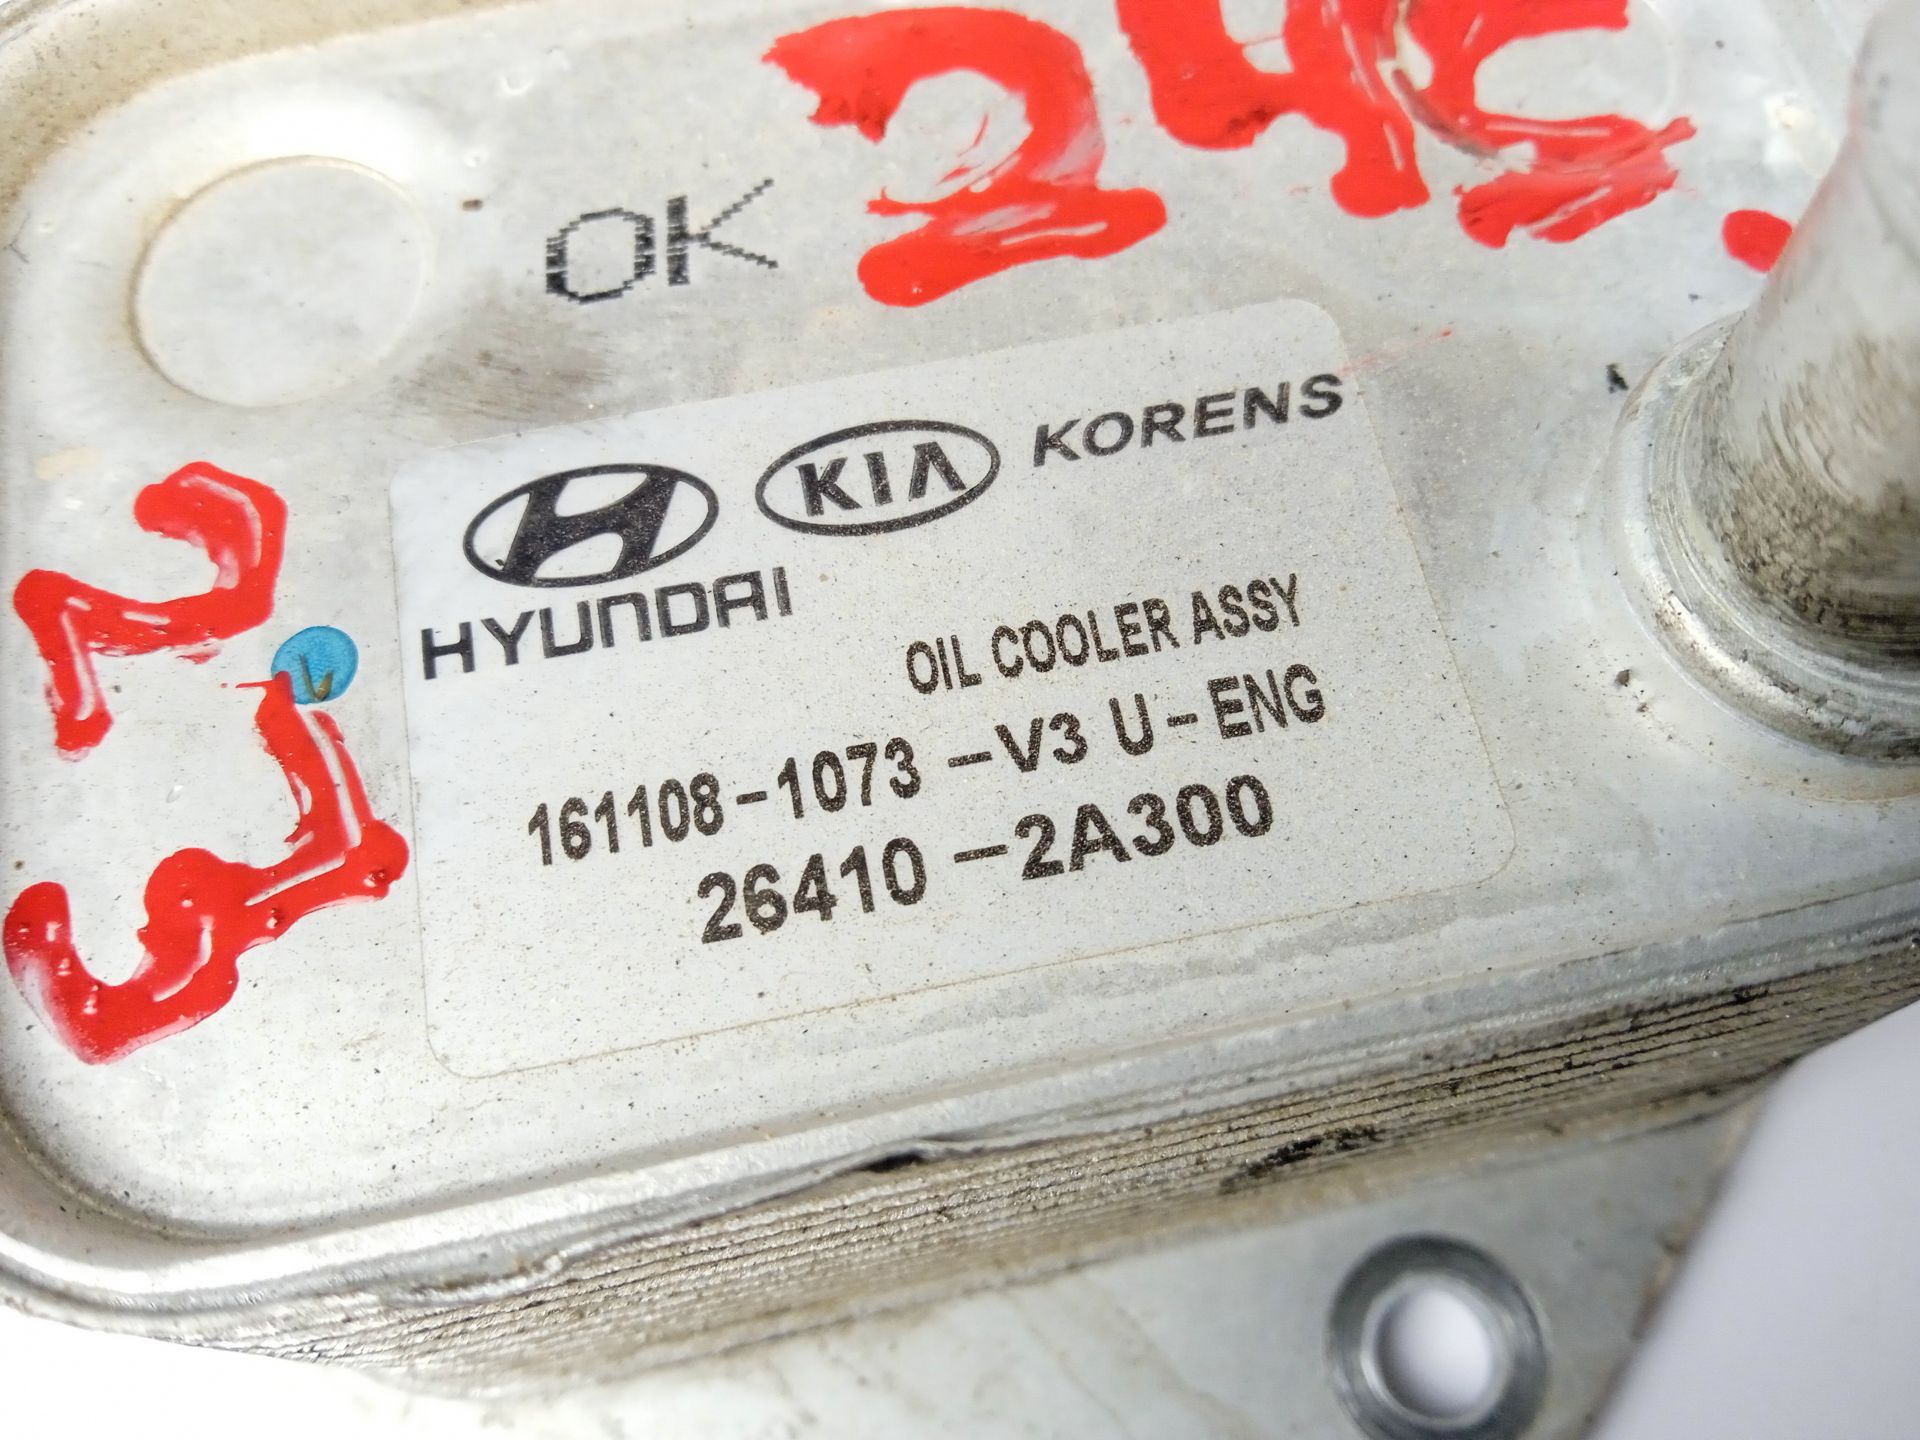 OK
KIA KORENS
HYUNDAI
OIL COOLER ASSY
161108-1073-V3 U-ENG
26410-2A300